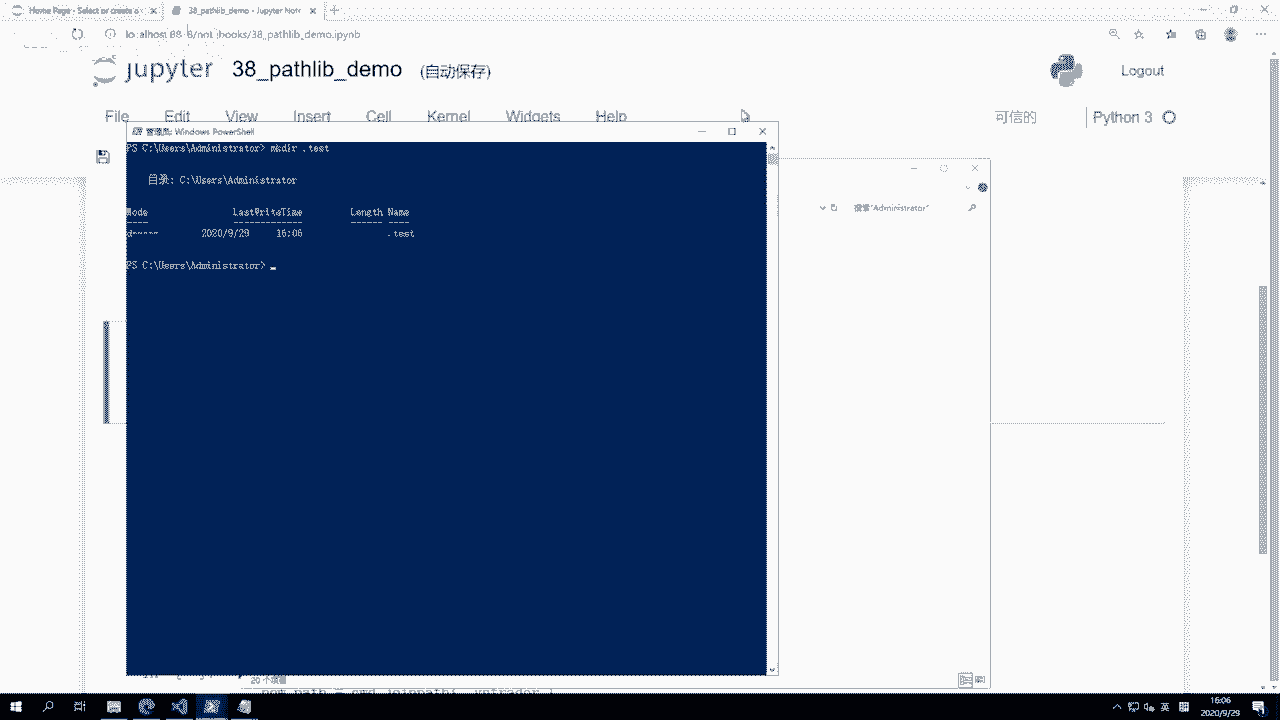 Home Page - Select or create a
38_pathlib_demo - Jupyter Note
/notebooks/38_pathlib_demo.ipynb
jupyter 38_pathlib_demo (自动保存)
Logout
File Edit View Insert Cell Kernel Widgets Help
可信的 Python 3
管理员: Windows PowerShell
PS C:\Users\Administrator> mkdir .test
目录: C:\Users\Administrator
Mode LastWriteTime Length Name
---- ------------- ------ ----
d----- 2020/9/29 16:06 .test
PS C:\Users\Administrator>
搜索"Administrator"
20 个项目
英
16:06
2020/9/29